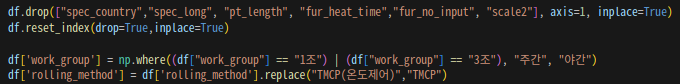 df.drop(["spec_country","spec_long", "pt_length", "fur_heat_time","fur_no_input", "scale2"], axis=1, inplace=True)
df.reset_index(drop=True,inplace=True)
df['work_group'] = np.where((df["work_group"] == "1조") | (df["work_group"] == "3조"), "주간", "야간")
df['rolling_method'] = df['rolling_method'].replace("TMCP(온도제어)","TMCP")